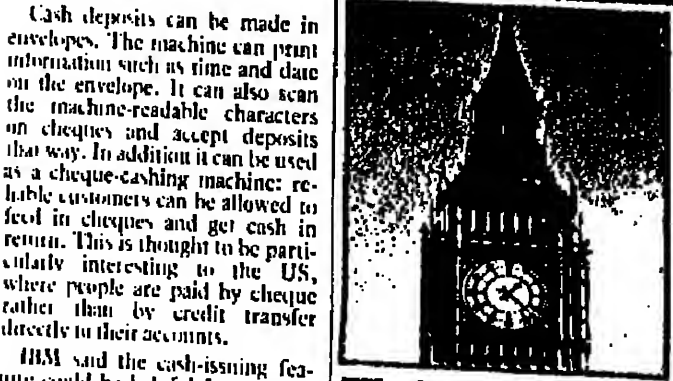 Cash deposits can be made in
envelopes. The machine can print
information such as time and date
on the envelope. It can also scan
the machine-readable characters
on cheques and accept deposits
that way. In addition it can be used
as a cheque-cashing machine: re-
liable customers can be allowed to
feed in cheques and get cash in
return. This is thought to be parti-
cularly interesting to the US,
where people are paid by cheque
rather than by credit transfer
directly to their accounts.
IBM said the cash-issuing fea-